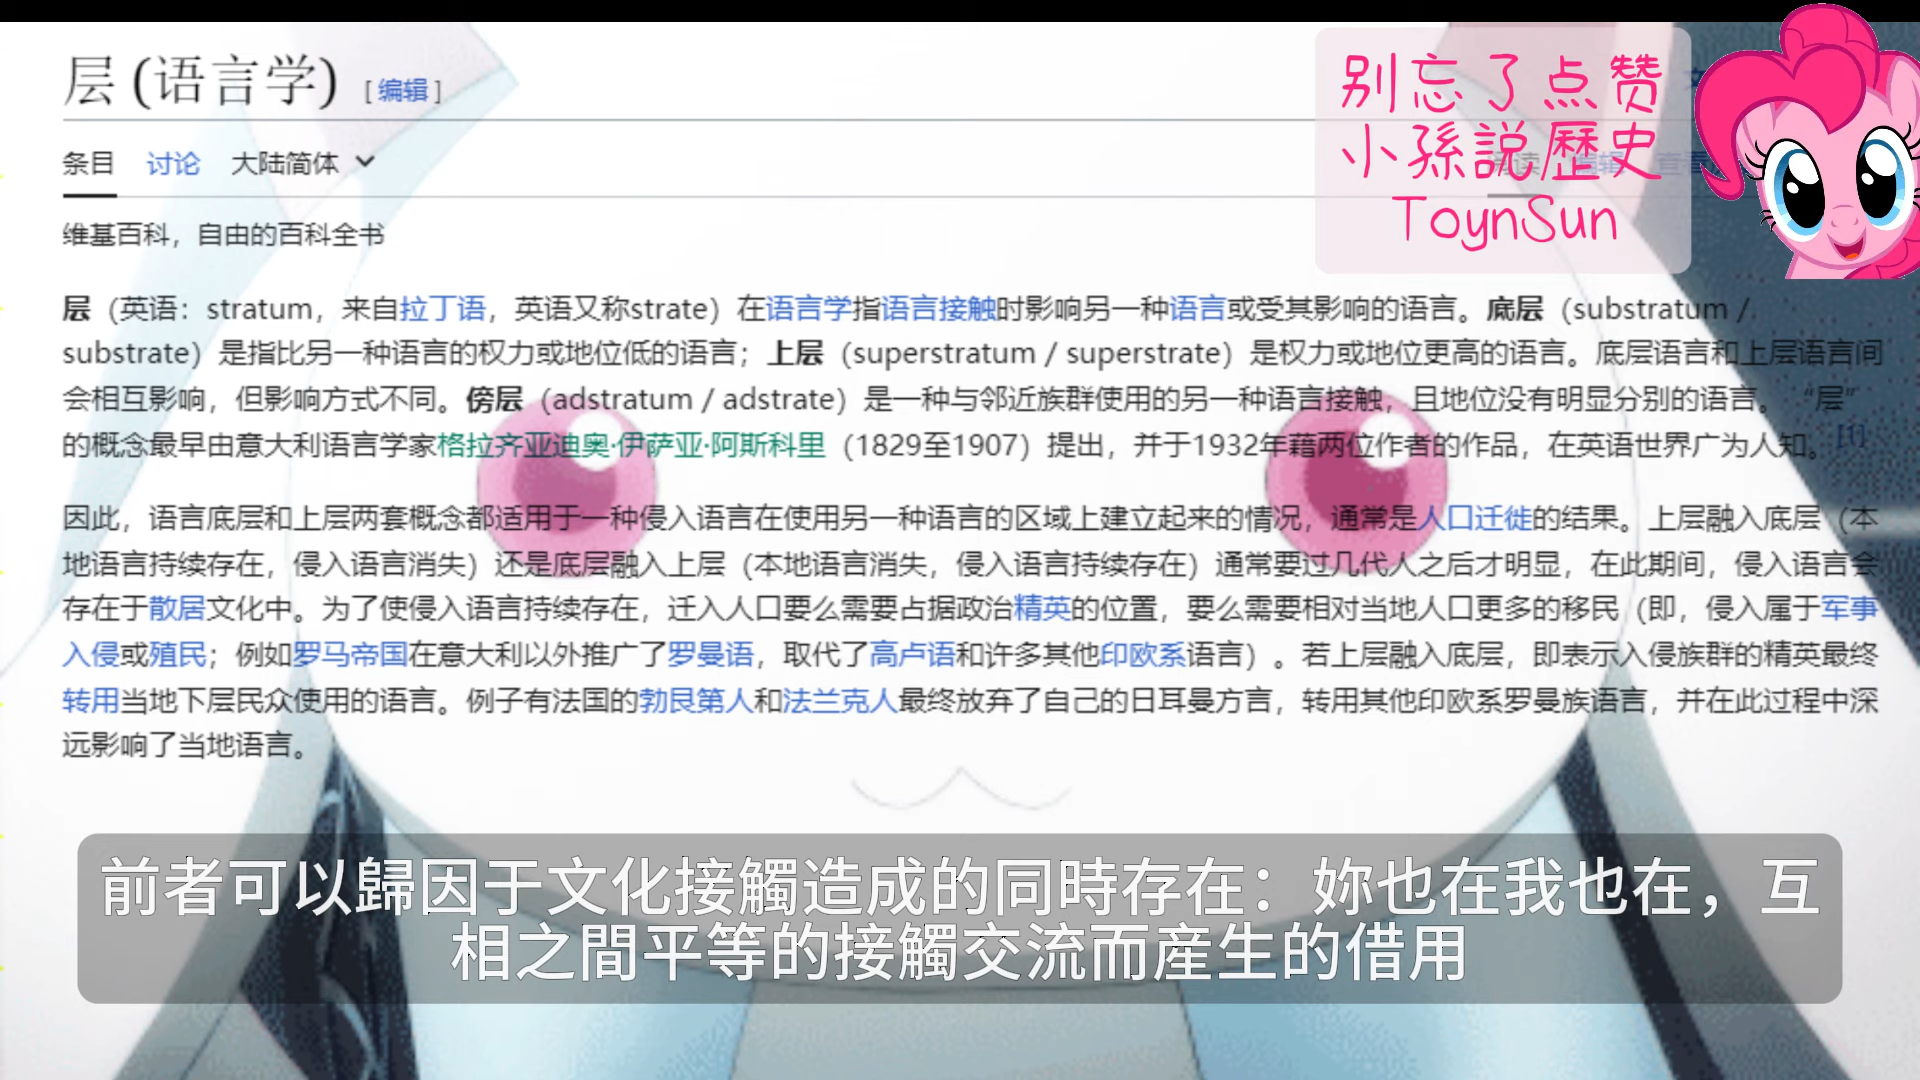 层 (语言学) [编辑]
别忘了点赞
小孫説歷史
ToynSun
条目 讨论 大陆简体
维基百科，自由的百科全书
层（英语：stratum，来自拉丁语，英语又称strate）在语言学指语言接触时影响另一种语言或受其影响的语言。底层（substratum /
substrate）是指比另一种语言的权力或地位低的语言；上层（superstratum / superstrate）是权力或地位更高的语言。底层语言和上层语言间
会相互影响，但影响方式不同。傍层（adstratum / adstrate）是一种与邻近族群使用的另一种语言接触，且地位没有明显分别的语言。“层”
的概念最早由意大利语言学家格拉齐亚迪奥·伊萨亚·阿斯科里（1829至1907）提出，并于1932年藉两位作者的作品，在英语世界广为人知。[1]
因此，语言底层和上层两套概念都适用于一种侵入语言在使用另一种语言的区域上建立起来的情况，通常是人口迁徙的结果。上层融入底层（本
地语言持续存在，侵入语言消失）还是底层融入上层（本地语言消失，侵入语言持续存在）通常要过几代人之后才明显，在此期间，侵入语言会
存在于散居文化中。为了使侵入语言持续存在，迁入人口要么需要占据政治精英的位置，要么需要相对当地人口更多的移民（即，侵入属于军事
入侵或殖民；例如罗马帝国在意大利以外推广了罗曼语，取代了高卢语和许多其他印欧系语言）。若上层融入底层，即表示入侵族群的精英最终
转用当地下层民众使用的语言。例子有法国的勃艮第人和法兰克人最终放弃了自己的日耳曼方言，转用其他印欧系罗曼族语言，并在此过程中深
远影响了当地语言。
前者可以歸因于文化接觸造成的同時存在：妳也在我也在，互
相之間平等的接觸交流而産生的借用